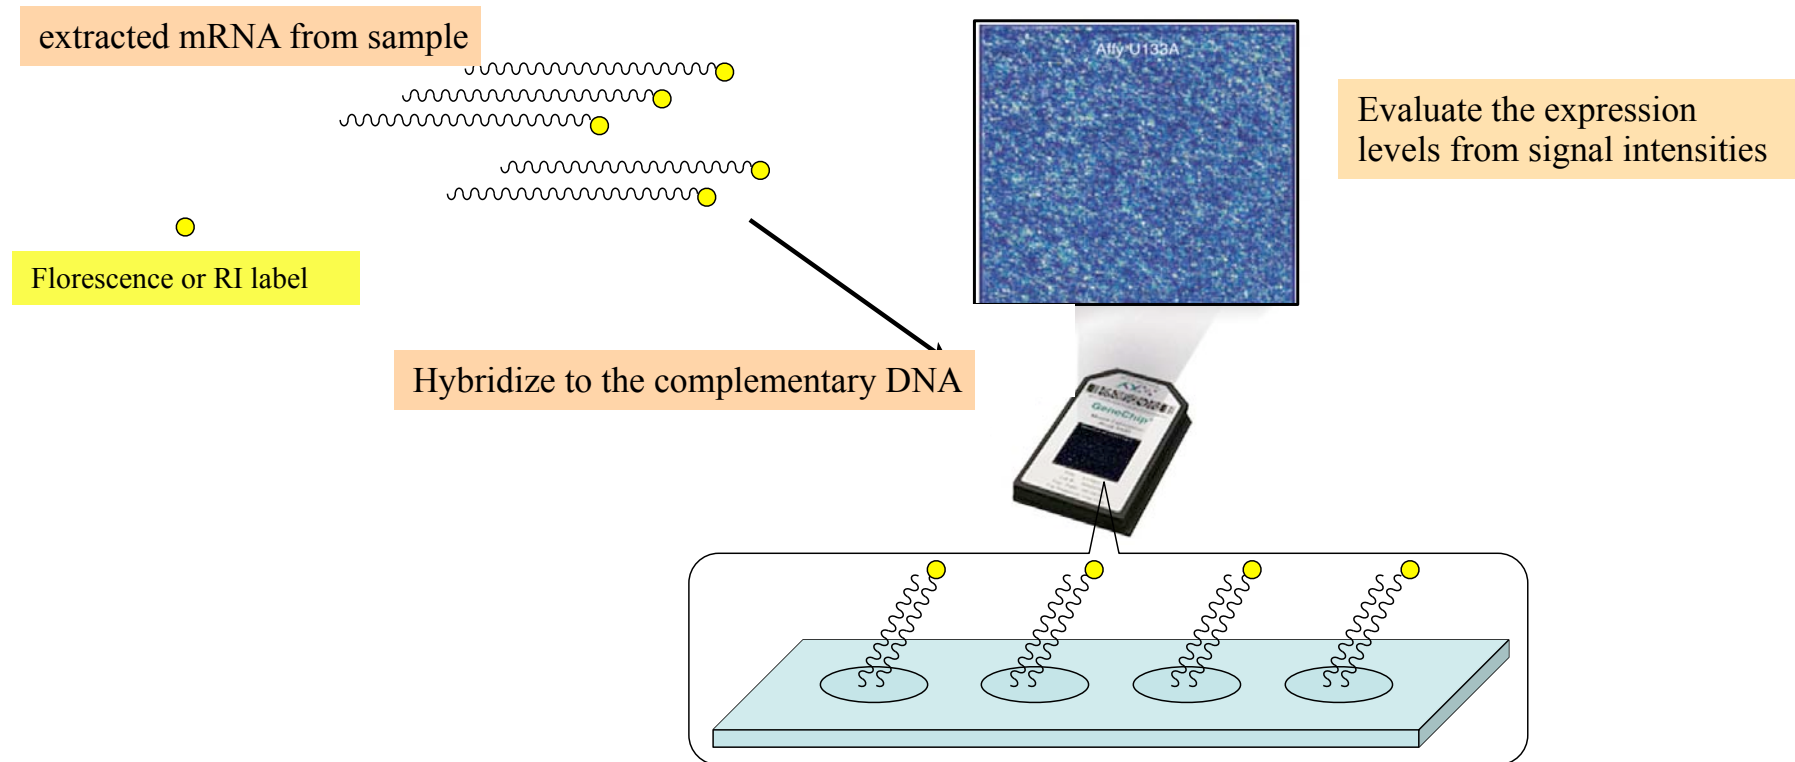 extracted mRNA from sample
Affy U133A
Evaluate the expression
levels from signal intensities
Florescence or RI label
Hybridize to the complementary DNA
GeneChip